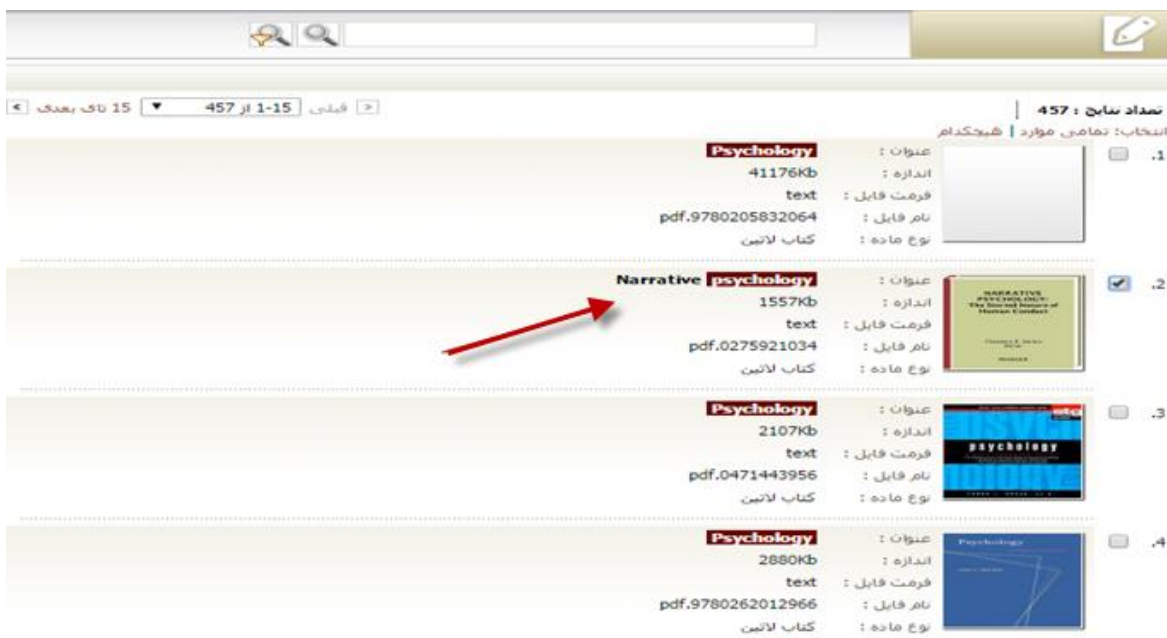 تعداد نتایج : 457
قبلی 1-15 از 457 15 تای بعدی
انتخاب: تمامی موارد | هیچکدام
1.
عنوان : Psychology
اندازه : 41176Kb
فرمت فایل : text
نام فایل : pdf.9780205832064
نوع ماده : کتاب لاتین
2.
NARRATIVE
PSYCHOLOGY:
The Storied Nature of
Human Conduct
عنوان : Narrative psychology
اندازه : 1557Kb
فرمت فایل : text
نام فایل : pdf.0275921034
نوع ماده : کتاب لاتین
3.
psychology
عنوان : Psychology
اندازه : 2107Kb
فرمت فایل : text
نام فایل : pdf.0471443956
نوع ماده : کتاب لاتین
4.
Psychology
عنوان : Psychology
اندازه : 2880Kb
فرمت فایل : text
نام فایل : pdf.9780262012966
نوع ماده : کتاب لاتین